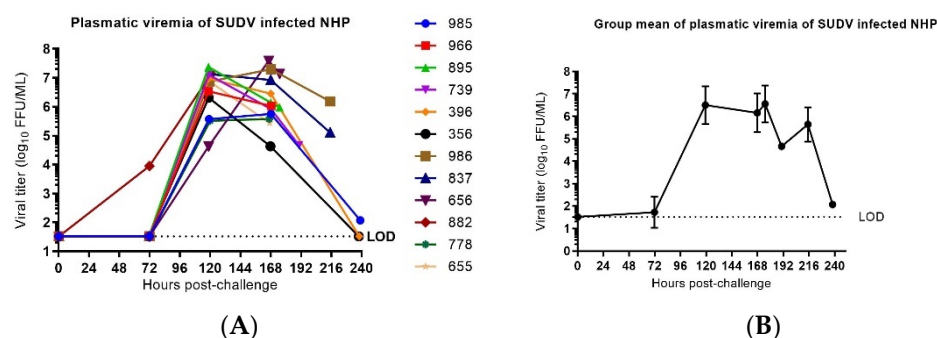 Plasmatic viremia of SUDV infected NHP
Viral titer (log10 FFU/ML)
8
7
6
5
4
3
2
1
LOD
0 24 48 72 96 120 144 168 192 216 240
Hours post-challenge
985
966
895
739
396
356
986
837
656
882
778
655
(A)
Group mean of plasmatic viremia of SUDV infected NHP
Viral titer (log10 FFU/ML)
8
7
6
5
4
3
2
1
0
LOD
0 24 48 72 96 120 144 168 192 216 240
Hours post-challenge
(B)